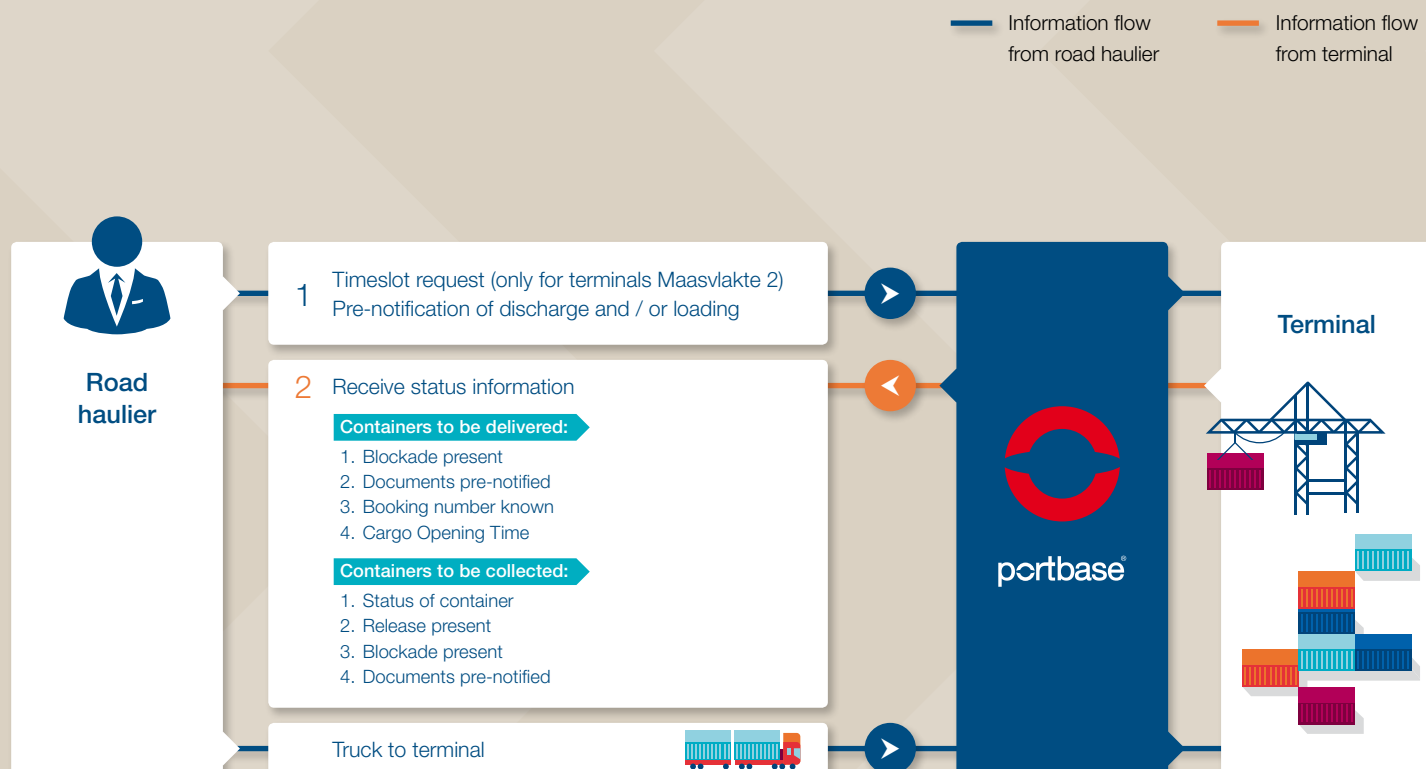 Information flow
from road haulier
Information flow
from terminal
Road
haulier
1
Timeslot request (only for terminals Maasvlakte 2)
Pre-notification of discharge and / or loading
2 Receive status information
Containers to be delivered:
1. Blockade present
2. Documents pre-notified
3. Booking number known
4. Cargo Opening Time
Containers to be collected:
1. Status of container
2. Release present
3. Blockade present
4. Documents pre-notified
Truck to terminal
portbase®
Terminal